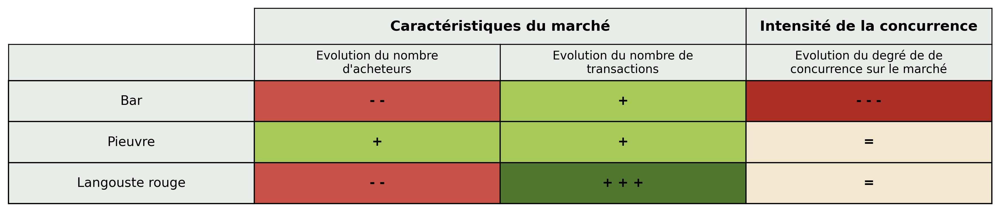 Caractéristiques du marché
Intensité de la concurrence
Evolution du nombre
d'acheteurs
Evolution du nombre de
transactions
Evolution du degré de de
concurrence sur le marché
Bar
- -
+
- - -
Pieuvre
+
+
=
Langouste rouge
- -
+ + +
=